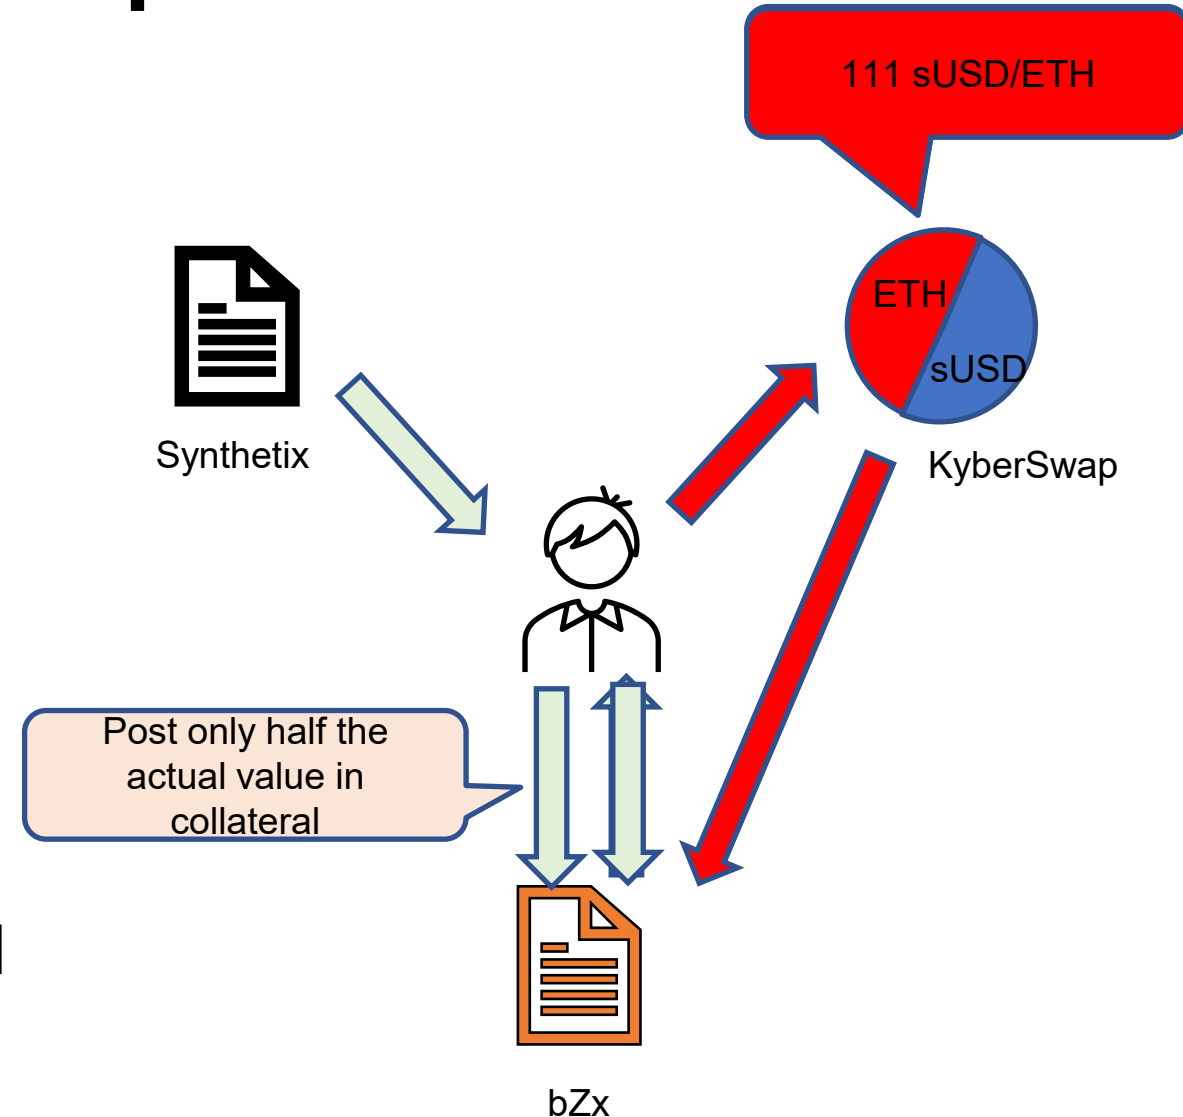 111 sUSD/ETH
ETH
sUSD
Synthetix
KyberSwap
Post only half the
actual value in
collateral
bZx